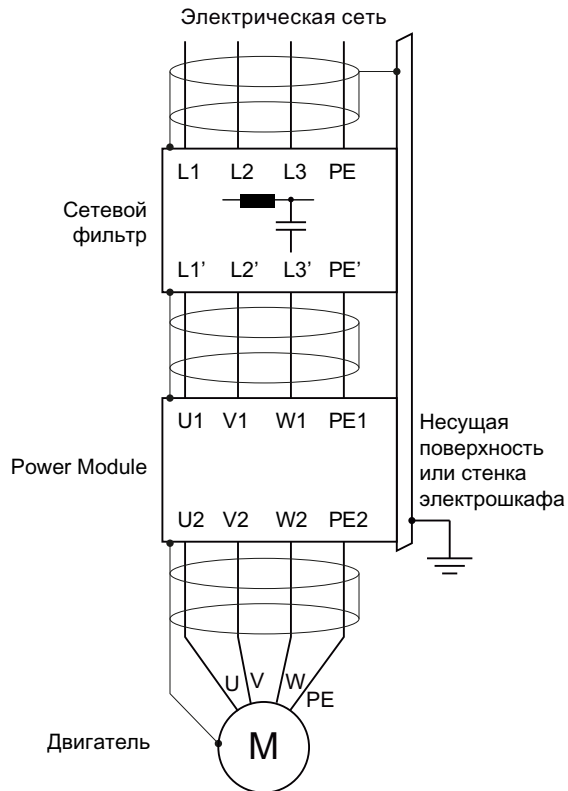 Электрическая сеть
L1 L2 L3 PE
Сетевой
фильтр
L1’ L2’ L3’ PE’
U1 V1 W1 PE1
Несущая
поверхность
или стенка
электрошкафа
Power Module
U2 V2 W2 PE2
U V W PE
Двигатель
M